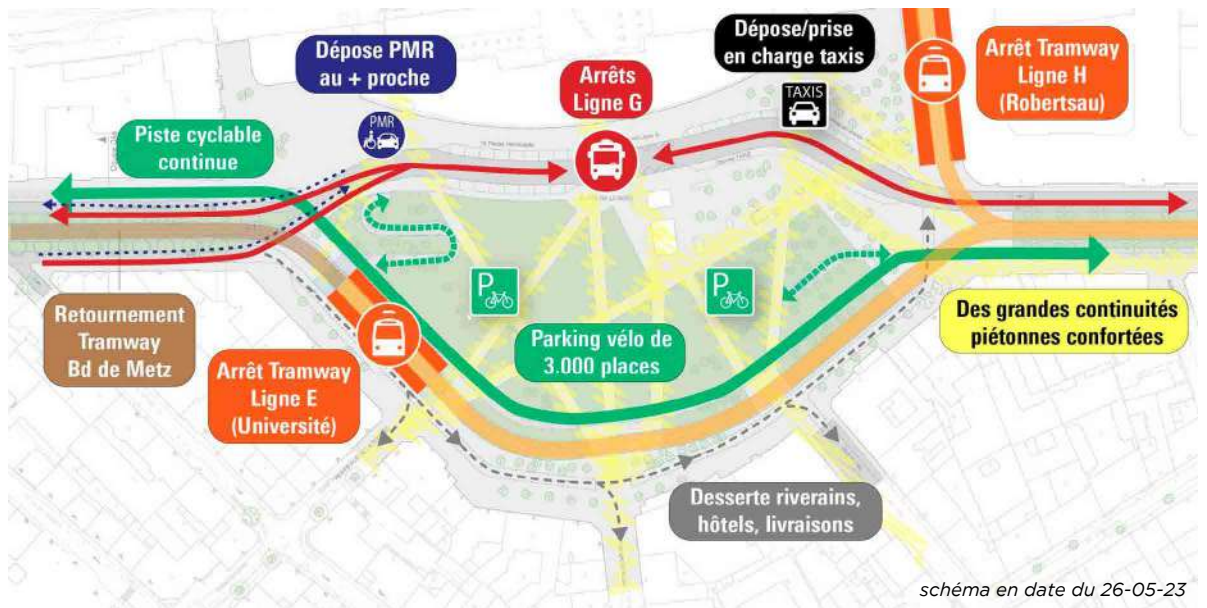 Dépose PMR
au + proche
Arrêts
Ligne G
Dépose/prise
en charge taxis
Arrêt Tramway
Ligne H
(Robertsau)
Piste cyclable
continue
PMR
TAXIS
Retournement
Tramway
Bd de Metz
Arrêt Tramway
Ligne E
(Université)
P
P
Parking vélo de
3.000 places
Des grandes continuités
piétonnes confortées
Desserte riverains,
hôtels, livraisons
schéma en date du 26-05-23